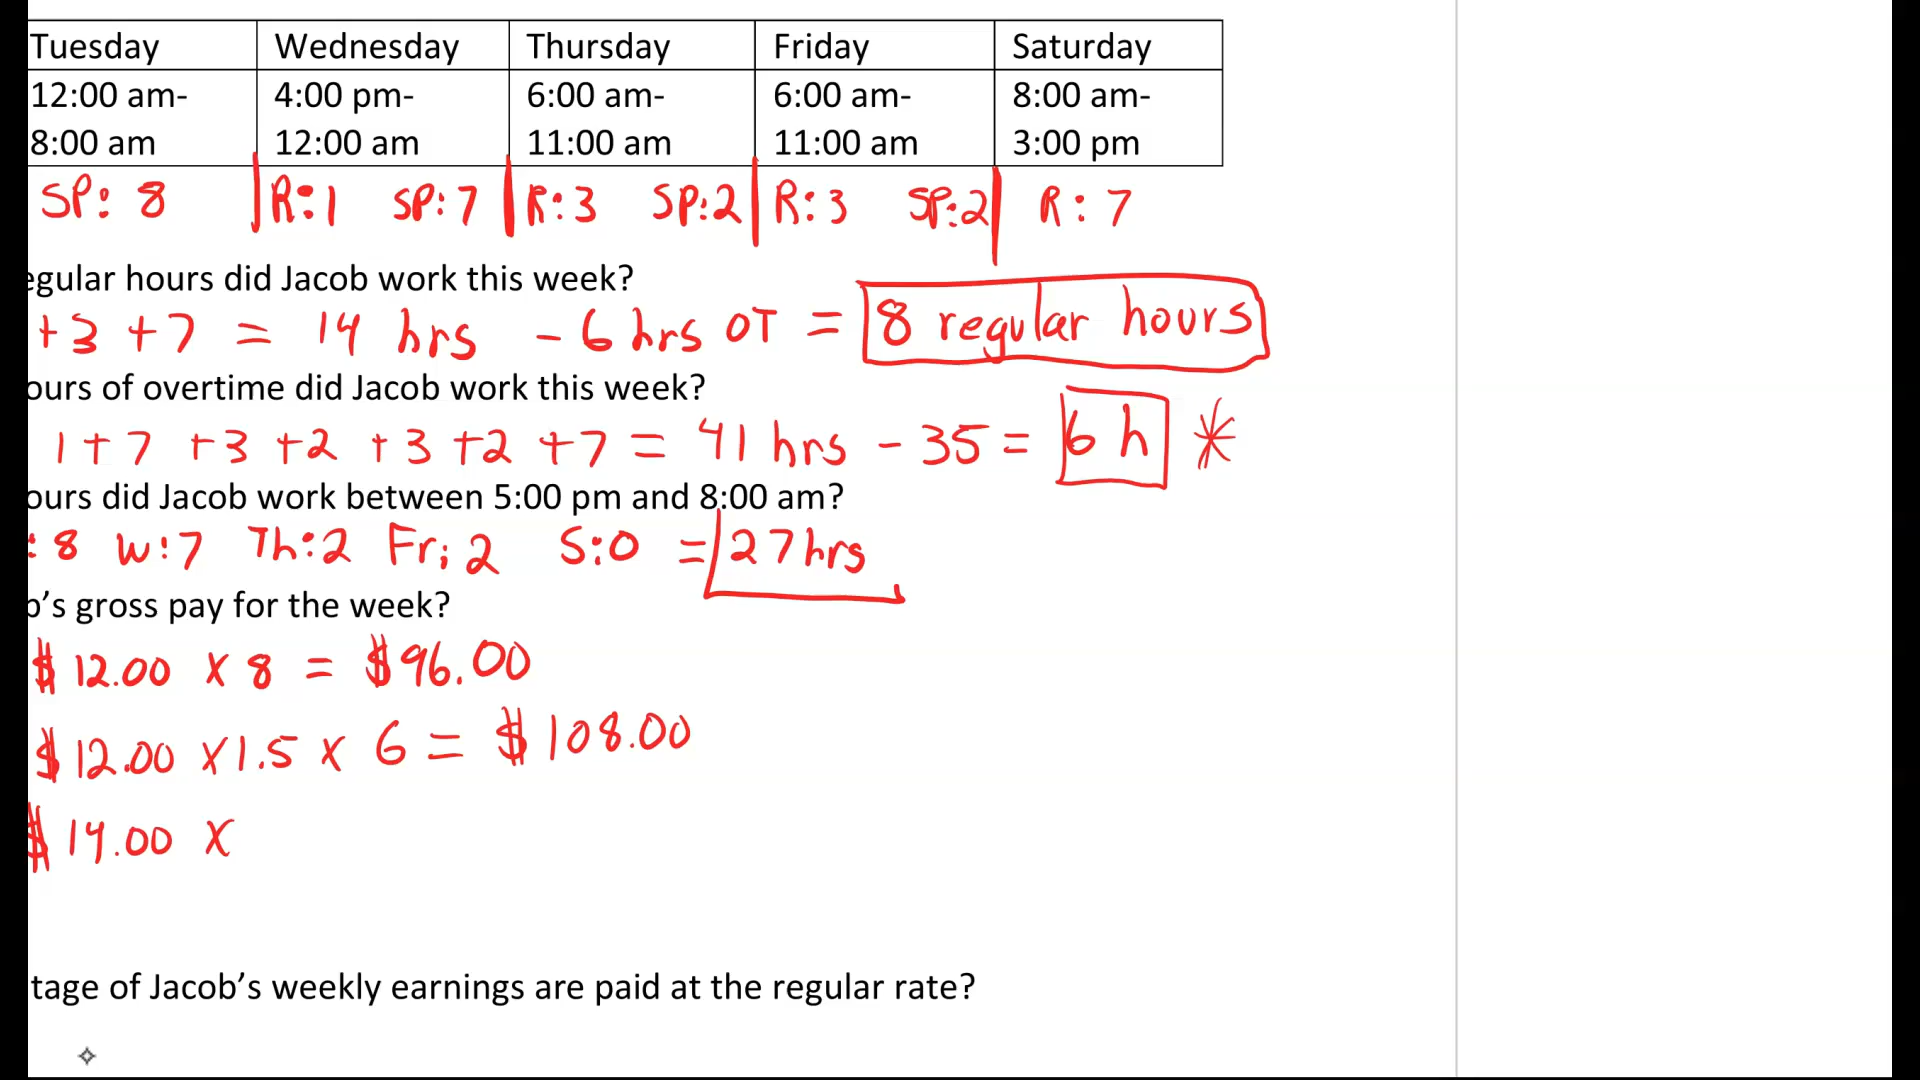 Tuesday Wednesday Thursday Friday Saturday
12:00 am- 4:00 pm- 6:00 am- 6:00 am- 8:00 am-
8:00 am 12:00 am 11:00 am 11:00 am 3:00 pm
SP: 8 R:1 SP:7 R:3 SP:2 R:3 SP:2 R:7
egular hours did Jacob work this week?
+3 +7 = 14 hrs - 6 hrs OT = 8 regular hours
ours of overtime did Jacob work this week?
1+7 +3 +2 +3 +2 +7 = 41 hrs - 35 = 6 h *
ours did Jacob work between 5:00 pm and 8:00 am?
: 8 W:7 Th:2 Fr: 2 S:0 = 27hrs
b’s gross pay for the week?
$12.00 x 8 = $96.00
$12.00 x1.5 x 6 = $108.00
$14.00 x
tage of Jacob’s weekly earnings are paid at the regular rate?